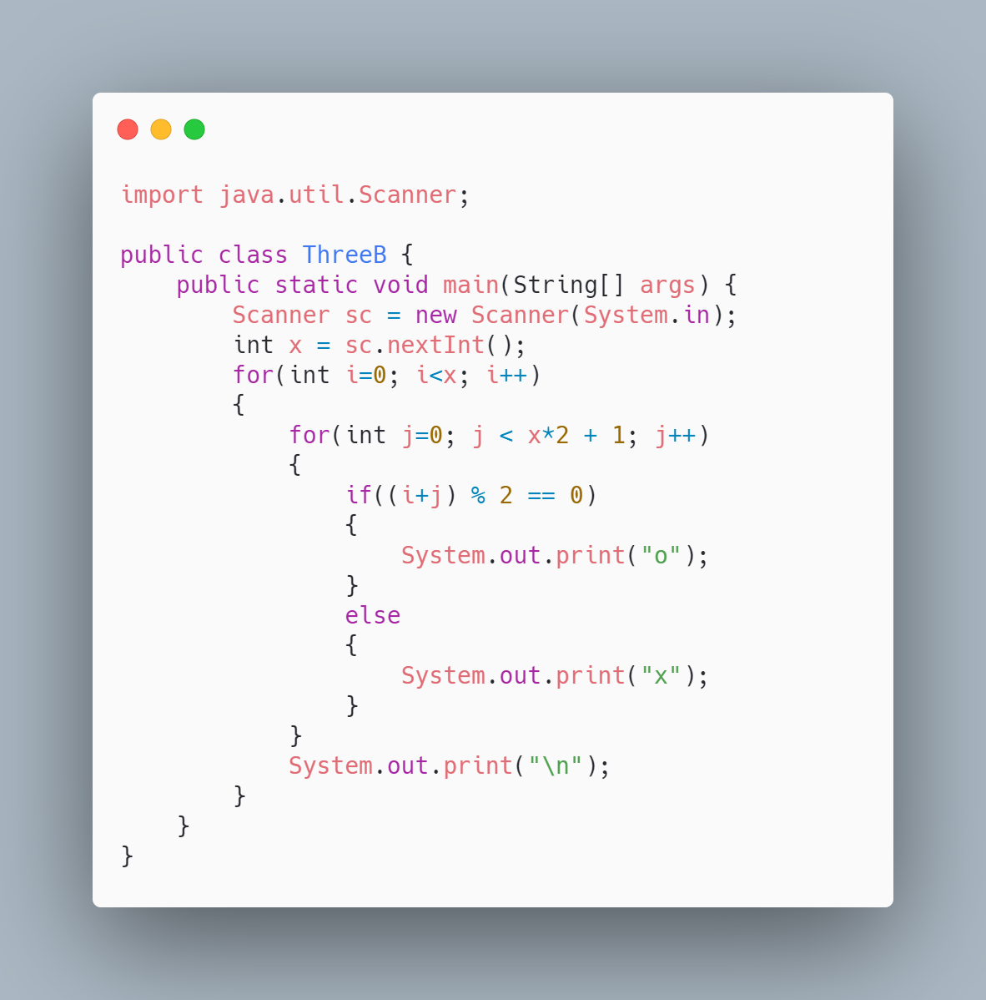 import java.util.Scanner;

public class ThreeB {
    public static void main(String[] args) {
        Scanner sc = new Scanner(System.in);
        int x = sc.nextInt();
        for(int i=0; i<x; i++)
        {
            for(int j=0; j < x*2 + 1; j++)
            {
                if((i+j) % 2 == 0)
                {
                    System.out.print("o");
                }
                else
                {
                    System.out.print("x");
                }
            }
            System.out.print("\n");
        }
    }
}